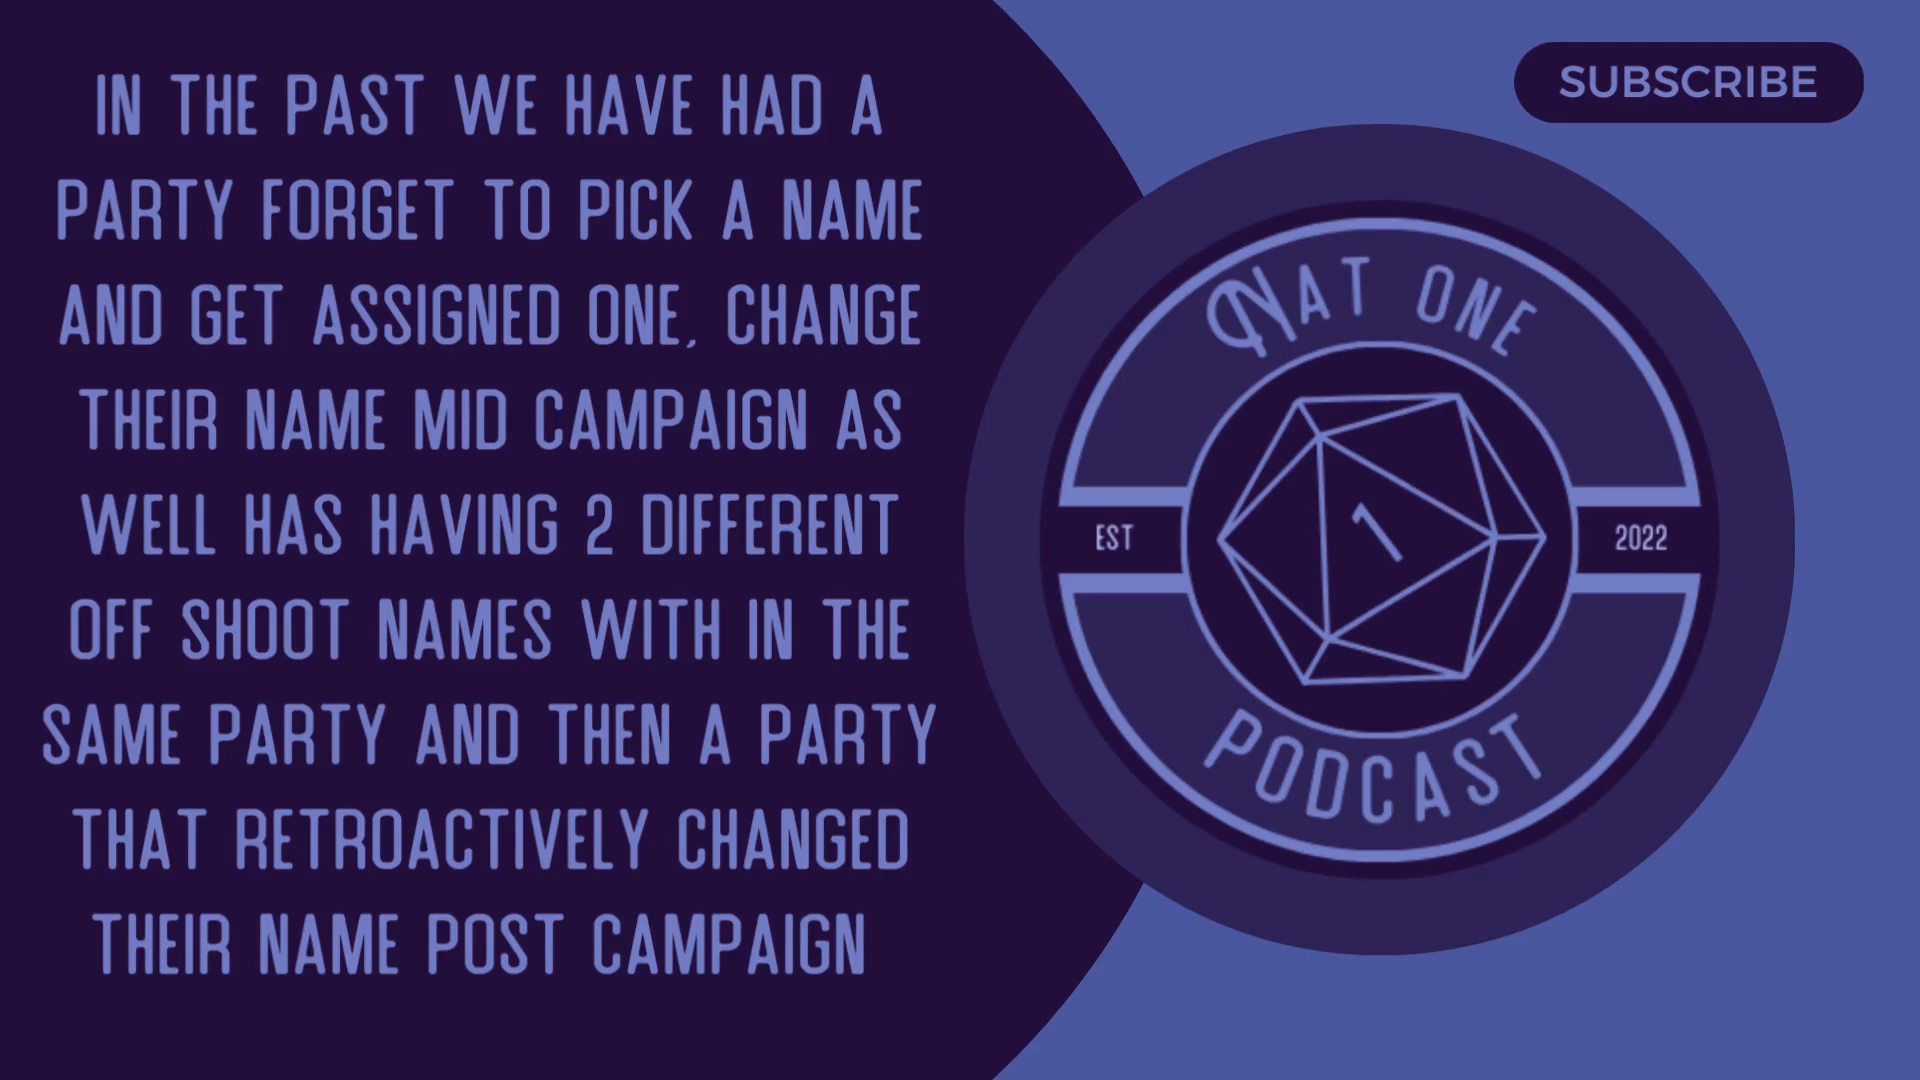 IN THE PAST WE HAVE HAD A
PARTY FORGET TO PICK A NAME
AND GET ASSIGNED ONE, CHANGE
THEIR NAME MID CAMPAIGN AS
WELL HAS HAVING 2 DIFFERENT
OFF SHOOT NAMES WITH IN THE
SAME PARTY AND THEN A PARTY
THAT RETROACTIVELY CHANGED
THEIR NAME POST CAMPAIGN
SUBSCRIBE
NAT ONE
1
EST
2022
PODCAST